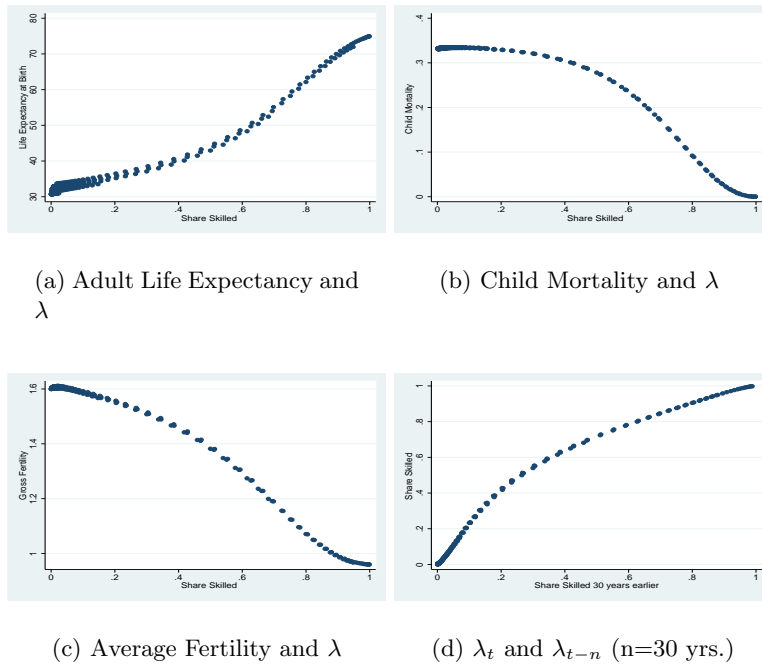 Life Expectancy at Birth
80
70
60
50
40
30
0 .2 .4 .6 .8 1
Share Skilled
Child Mortality
.4
.3
.2
.1
0
0 .2 .4 .6 .8 1
Share Skilled
(a) Adult Life Expectancy and
λ
(b) Child Mortality and λ
Gross Fertility
1.6
1.4
1.2
1
0 .2 .4 .6 .8 1
Share Skilled
Share Skilled
1
.8
.6
.4
.2
0
0 .2 .4 .6 .8 1
Share Skilled 30 years earlier
(c) Average Fertility and λ
(d) λt and λt−n (n=30 yrs.)